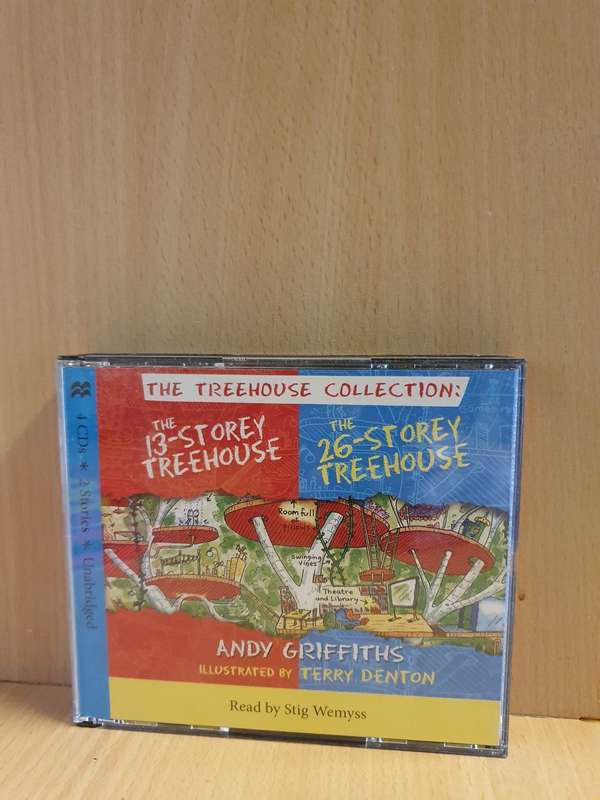 THE TREEHOUSE COLLECTION:
THE
13-STOREY
TREEHOUSE
THE
26-STOREY
TREEHOUSE
Room full
of
pillows
Swinging
Vines
Theatre
and Library
ANDY GRIFFITHS
ILLUSTRATED BY TERRY DENTON
Read by Stig Wemyss
4 CDs * 2 Stories * Unabridged